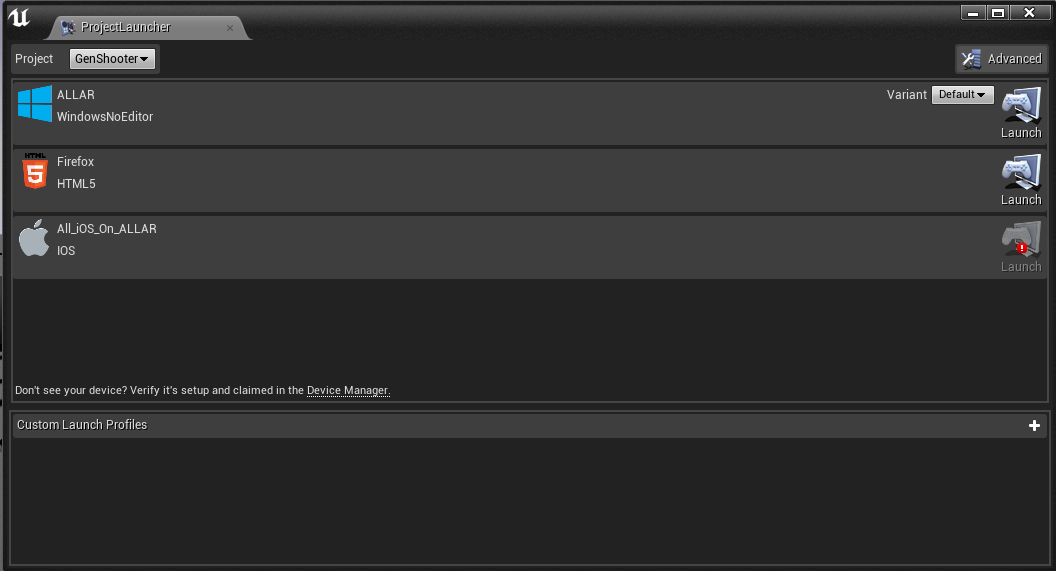 ProjectLauncher
Project GenShooter Advanced
ALLAR Variant Default
WindowsNoEditor Launch
HTML
5
Firefox
HTML5 Launch
All_iOS_On_ALLAR
IOS Launch
Don't see your device? Verify it's setup and claimed in the Device Manager.
Custom Launch Profiles